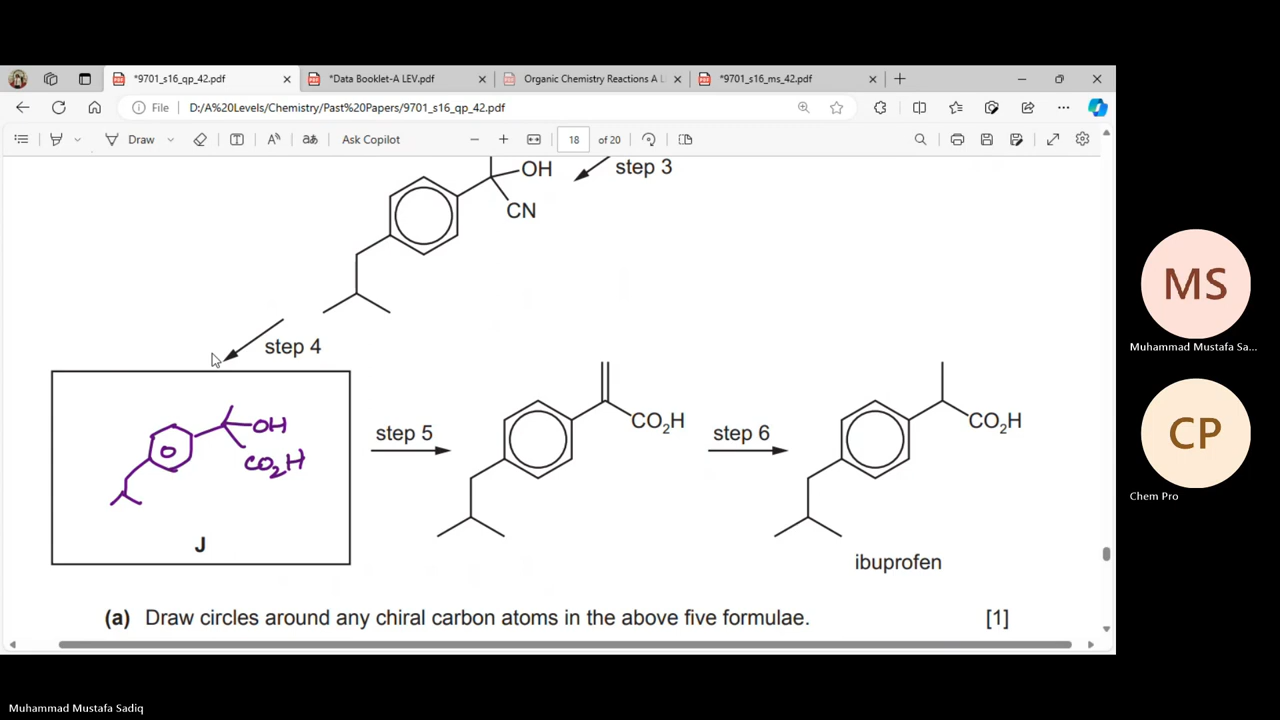 *9701_s16_qp_42.pdf
*Data Booklet-A LEV.pdf
Organic Chemistry Reactions A L
*9701_s16_ms_42.pdf
File
D:/A%20Levels/Chemistry/Past%20Papers/9701_s16_qp_42.pdf
Draw
Ask Copilot
18
of 20
OH
step 3
CN
step 4
OH
CO2H
J
step 5
CO2H
step 6
CO2H
ibuprofen
(a) Draw circles around any chiral carbon atoms in the above five formulae. [1]
MS
Muhammad Mustafa Sa...
CP
Chem Pro
Muhammad Mustafa Sadiq